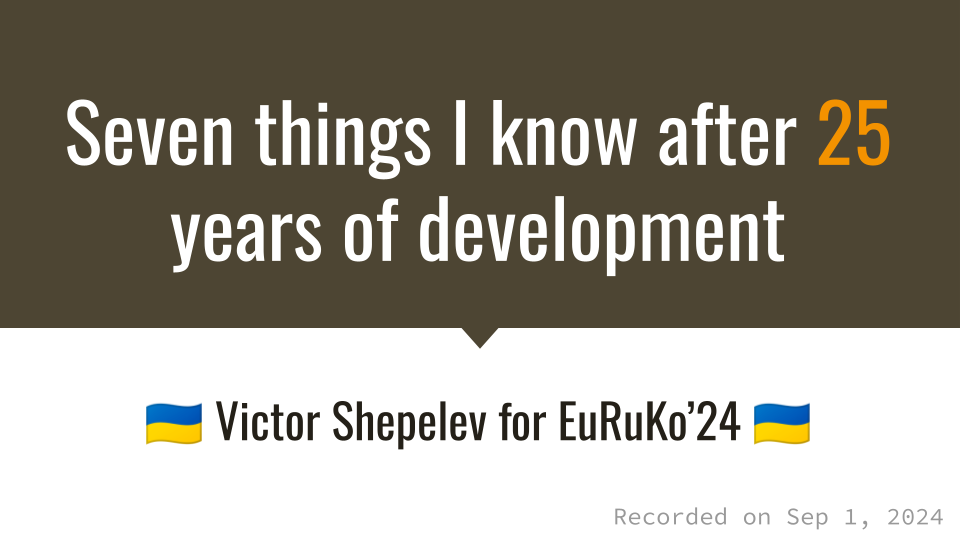 Seven things I know after 25
years of development
🇺🇦 Victor Shepelev for EuRuKo’24 🇺🇦
Recorded on Sep 1, 2024